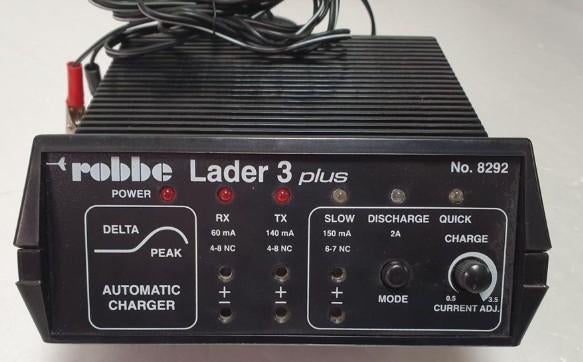 robbe Lader 3 plus No. 8292
POWER
RX TX SLOW DISCHARGE QUICK
60 mA 140 mA 150 mA 2A
4-8 NC 4-8 NC 6-7 NC
DELTA
PEAK
AUTOMATIC
CHARGER
+ + +
− − −
MODE
CHARGE
0.5 3.5
CURRENT ADJ.